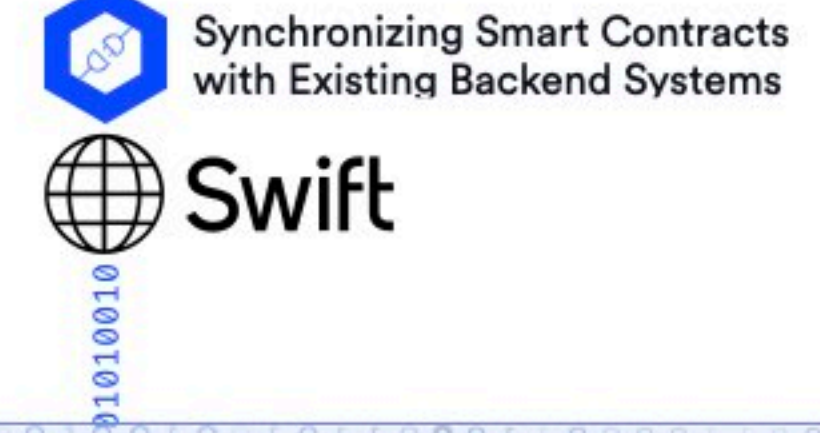 Synchronizing Smart Contracts
with Existing Backend Systems
Swift
01010010